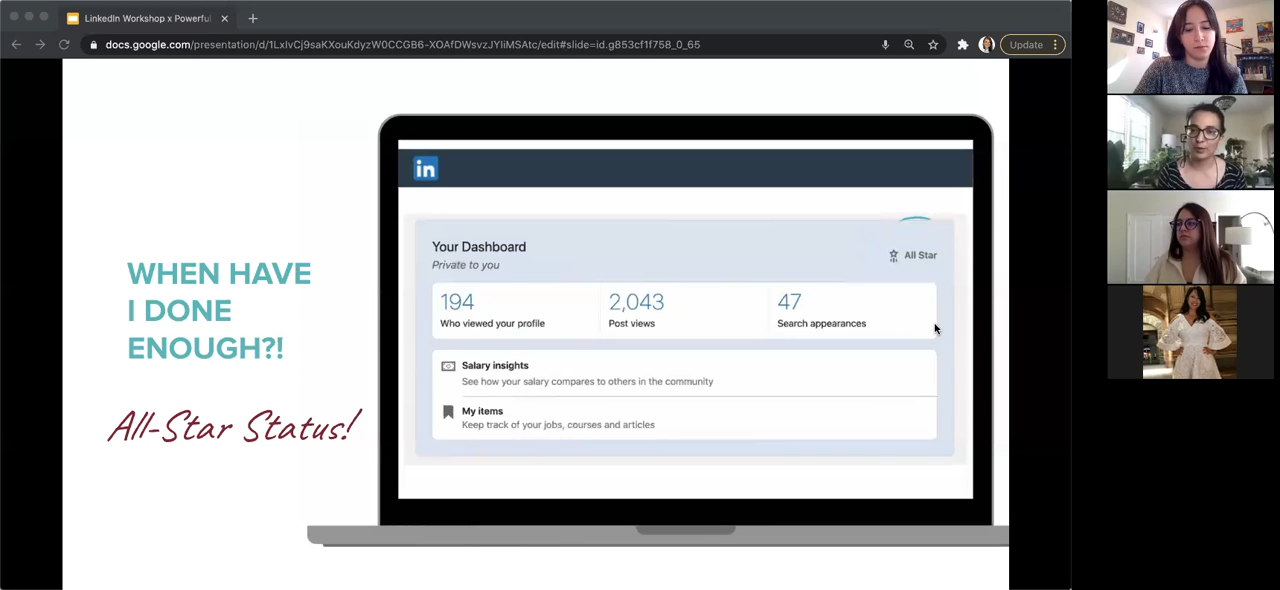 LinkedIn Workshop x Powerful
docs.google.com/presentation/d/1LxIvCj9saKXouKdyzW0CCGB6-XOAfDWsvzJYIiMSAtc/edit#slide=id.g853cf1f758_0_65
Update
WHEN HAVE
I DONE
ENOUGH?!
All-Star Status!
in
Your Dashboard
Private to you
All Star
194
Who viewed your profile
2,043
Post views
47
Search appearances
Salary insights
See how your salary compares to others in the community
My items
Keep track of your jobs, courses and articles